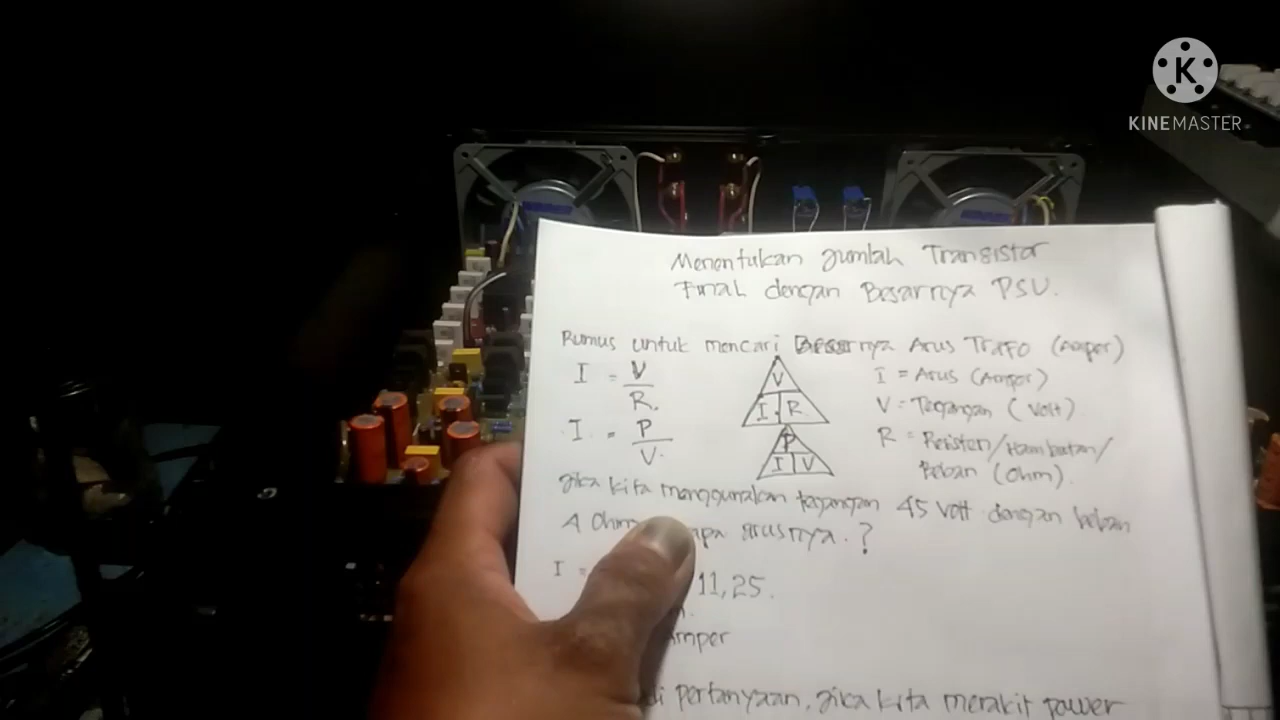 K
KINEMASTER
Menentukan Jumlah Transistor
Final dengan Besarnya PSU.
Rumus untuk mencari Besarnya Arus Trafo (Amper)
I = V
R.
V
I R
I = Arus (Amper)
V = Tegangan (Volt)
I = P
V.
P
I V
R = Resisten/Hambatan/
Beban (Ohm).
Jika kita menggunakan tegangan 45 Volt dengan beban
4 Ohm arusnya. ?
I = 11,25.
Amper
pertanyaan, jika kita merakit power